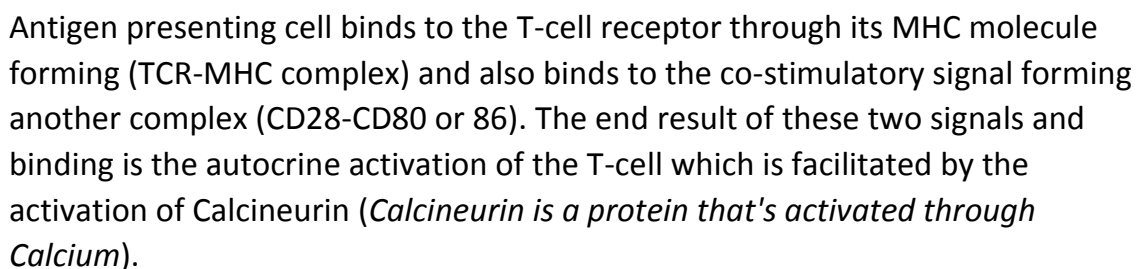 Antigen presenting cell binds to the T-cell receptor through its MHC molecule
forming (TCR-MHC complex) and also binds to the co-stimulatory signal forming
another complex (CD28-CD80 or 86). The end result of these two signals and
binding is the autocrine activation of the T-cell which is facilitated by the
activation of Calcineurin (Calcineurin is a protein that's activated through
Calcium).